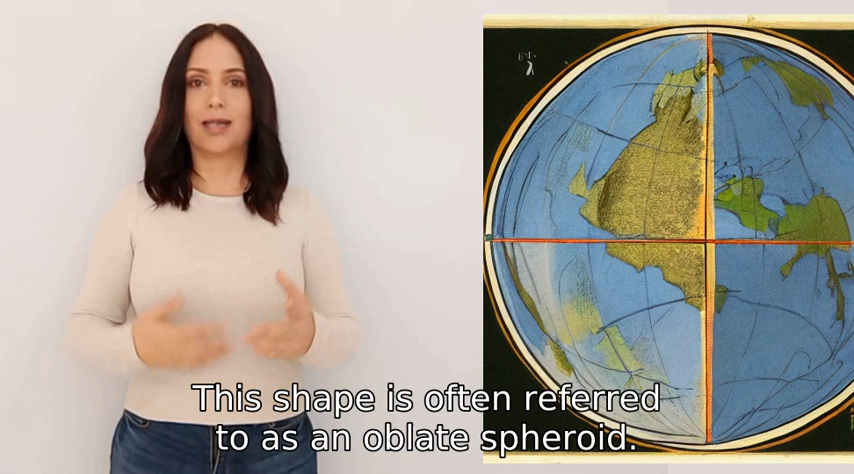 This shape is often referred
to as an oblate spheroid.